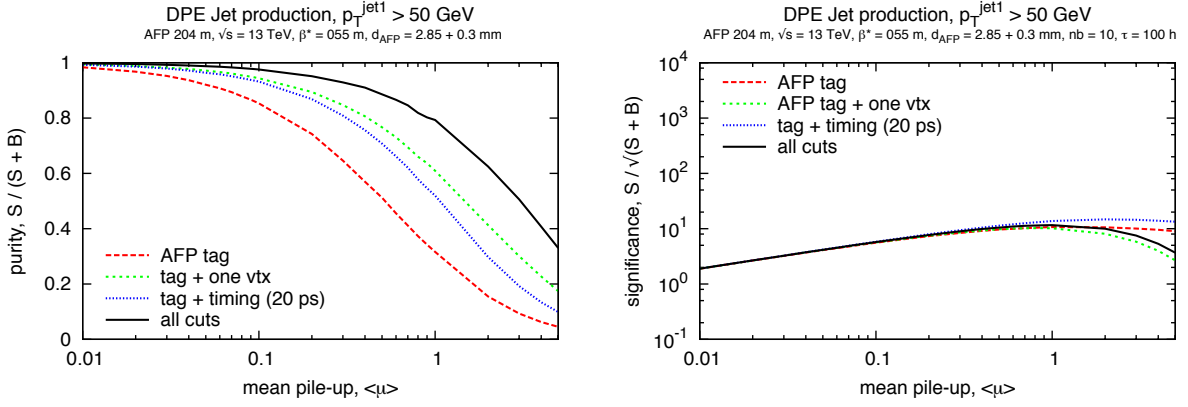 DPE Jet production, p_T^jet1 > 50 GeV
AFP 204 m, √s = 13 TeV, β* = 055 m, d_AFP = 2.85 + 0.3 mm
1
0.8
0.6
0.4
0.2
0
purity, S / (S + B)
AFP tag
tag + one vtx
tag + timing (20 ps)
all cuts
0.01
0.1
1
mean pile-up, <μ>
DPE Jet production, p_T^jet1 > 50 GeV
AFP 204 m, √s = 13 TeV, β* = 055 m, d_AFP = 2.85 + 0.3 mm, nb = 10, τ = 100 h
10^4
10^3
10^2
10^1
10^0
10^-1
significance, S / √(S + B)
AFP tag
AFP tag + one vtx
tag + timing (20 ps)
all cuts
0.01
0.1
1
mean pile-up, <μ>